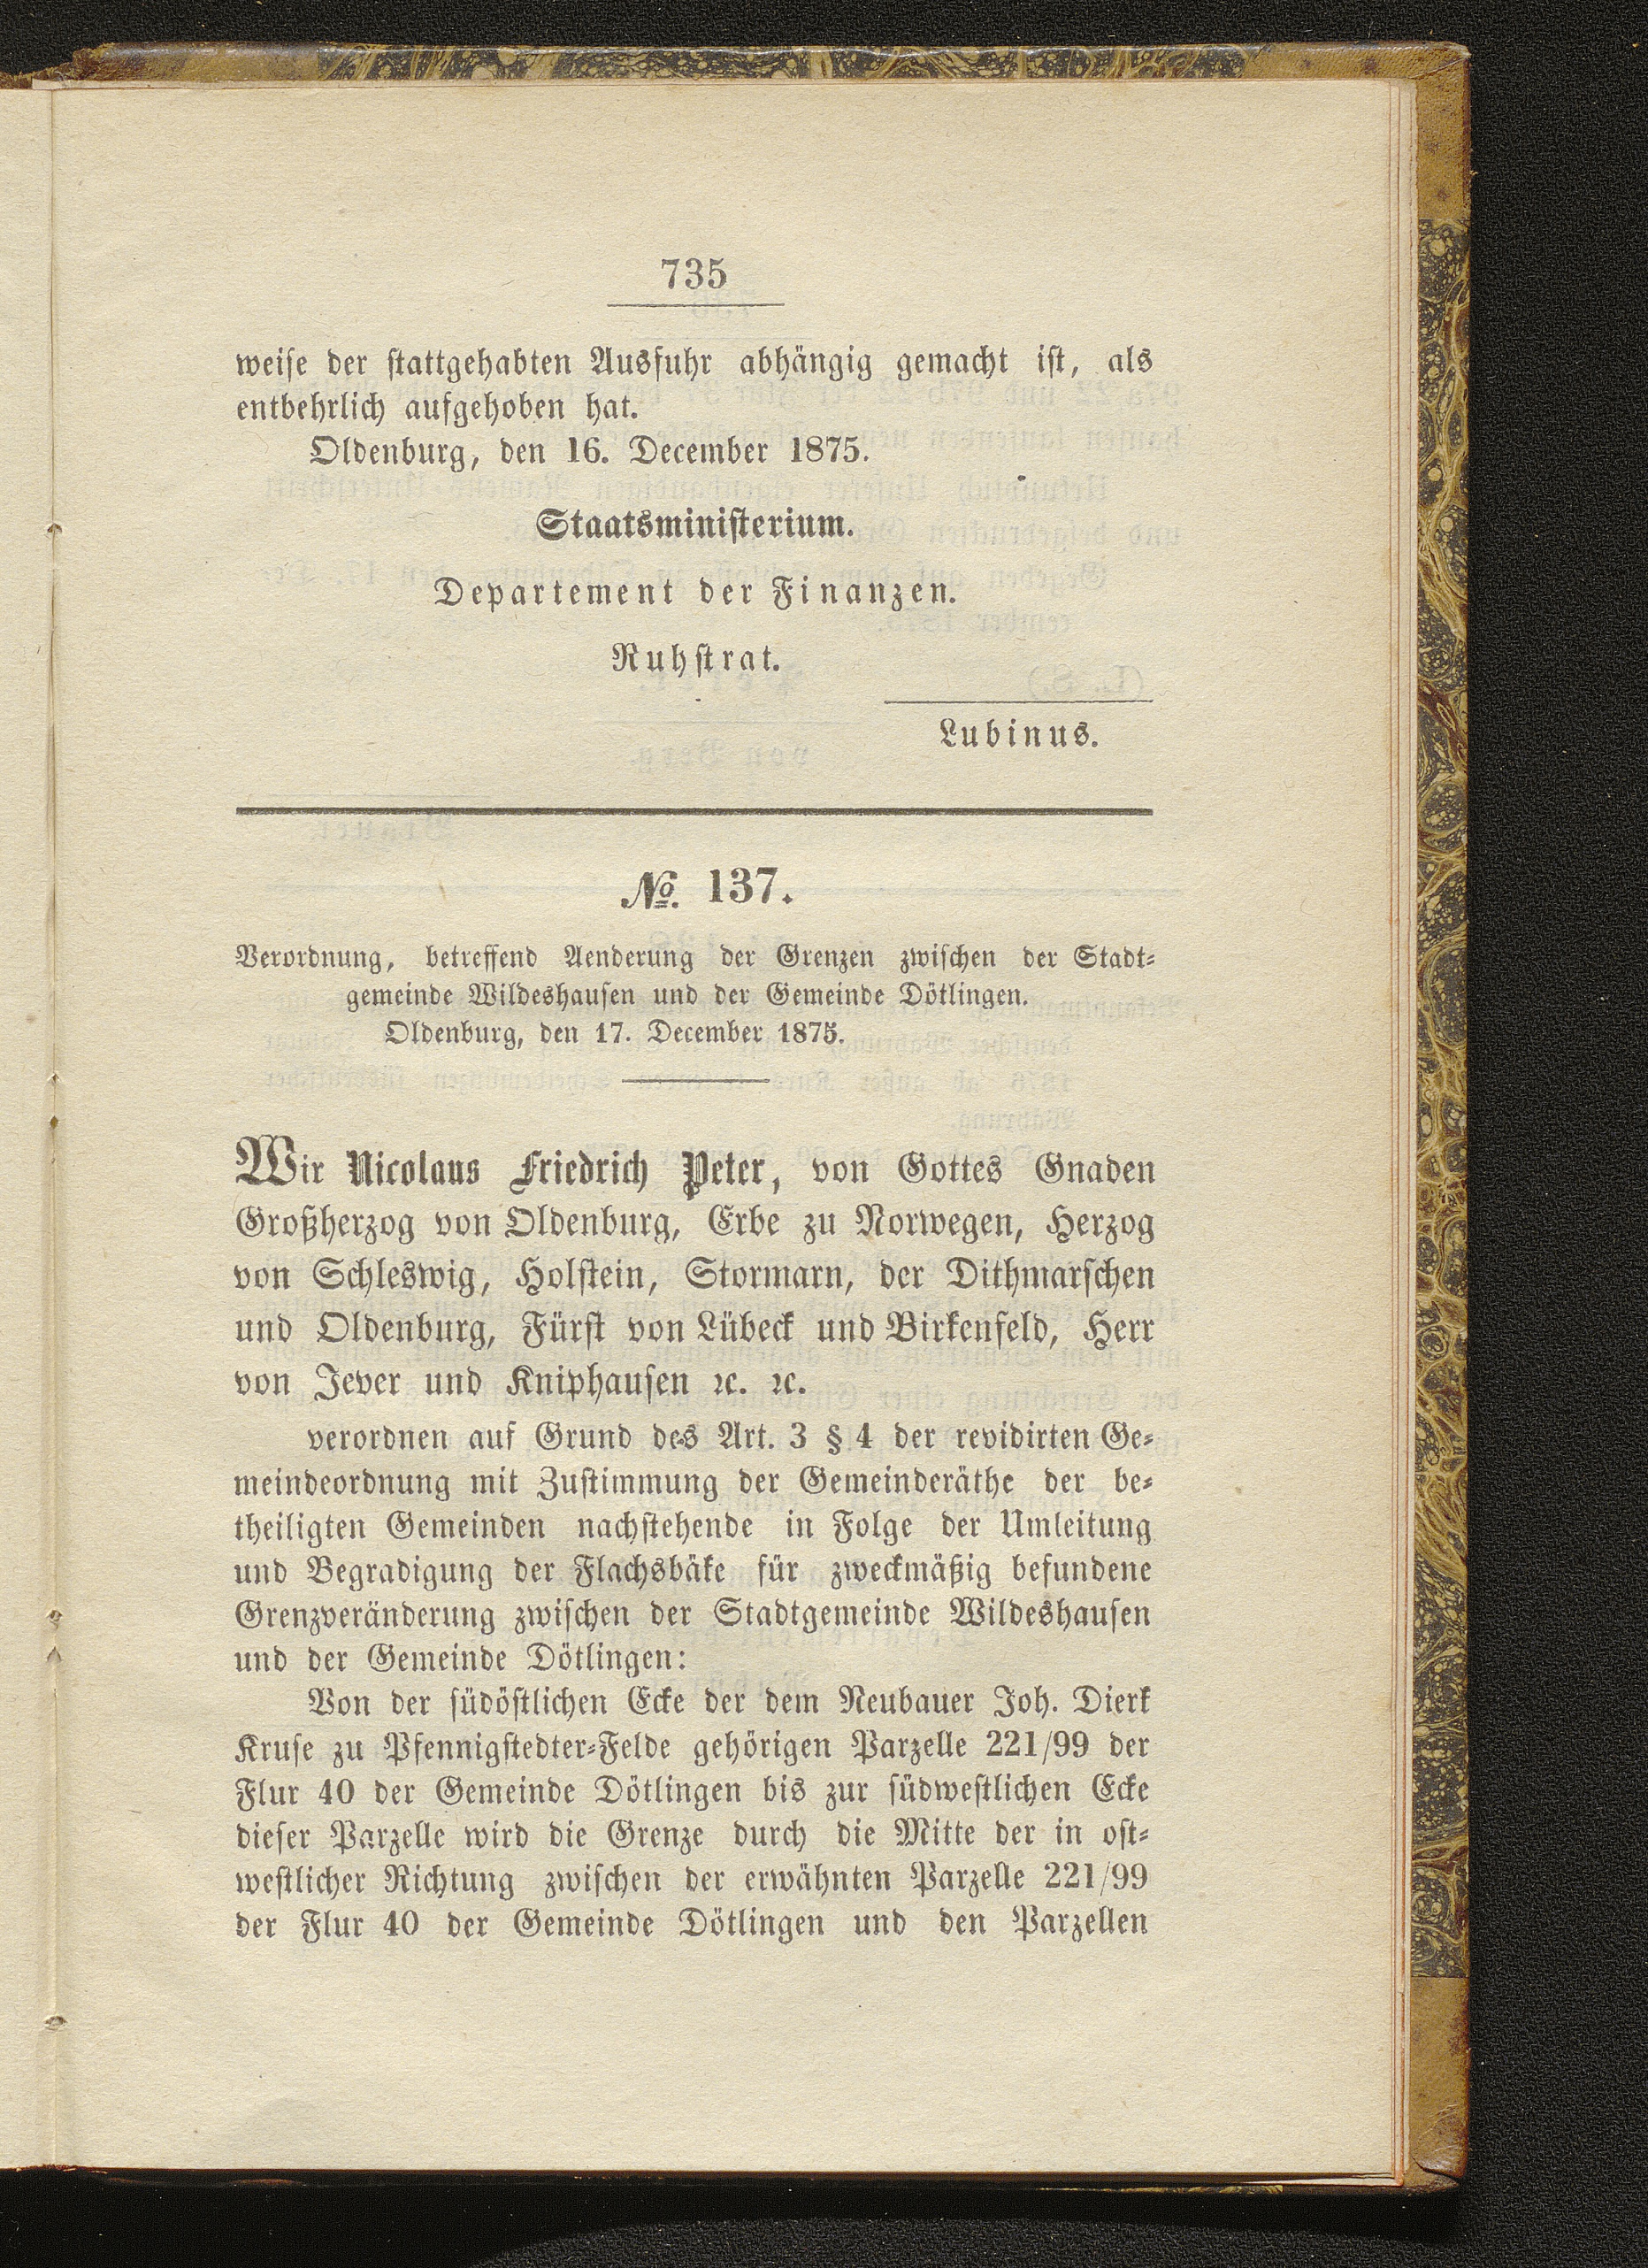 735
weise der stattgehabten Ausfuhr abhängig gemacht ist, als
entbehrlich aufgehoben hat.
Oldenburg, den 16. December 1875.
Staatsministerium.
Departement der Finanzen.
Ruhstrat.
Lubinus.
№. 137.
Verordnung, betreffend Aenderung der Grenzen zwischen der Stadt-
gemeinde Wildeshausen und der Gemeinde Dötlingen.
Oldenburg, den 17. December 1875.
Wir Nicolaus Friedrich Peter, von Gottes Gnaden
Großherzog von Oldenburg, Erbe zu Norwegen, Herzog
von Schleswig, Holstein, Stormarn, der Dithmarschen
und Oldenburg, Fürst von Lübeck und Birkenfeld, Herr
von Jever und Kniphausen ꝛc. ꝛc.
verordnen auf Grund des Art. 3 § 4 der revidirten Ge-
meindeordnung mit Zustimmung der Gemeinderäthe der be-
theiligten Gemeinden nachstehende in Folge der Umleitung
und Begradigung der Flachsbäke für zweckmäßig befundene
Grenzveränderung zwischen der Stadtgemeinde Wildeshausen
und der Gemeinde Dötlingen:
Von der südöstlichen Ecke der dem Neubauer Joh. Dierk
Kruse zu Pfennigstedter-Felde gehörigen Parzelle 221/99 der
Flur 40 der Gemeinde Dötlingen bis zur südwestlichen Ecke
dieser Parzelle wird die Grenze durch die Mitte der in ost-
westlicher Richtung zwischen der erwähnten Parzelle 221/99
der Flur 40 der Gemeinde Dötlingen und den Parzellen